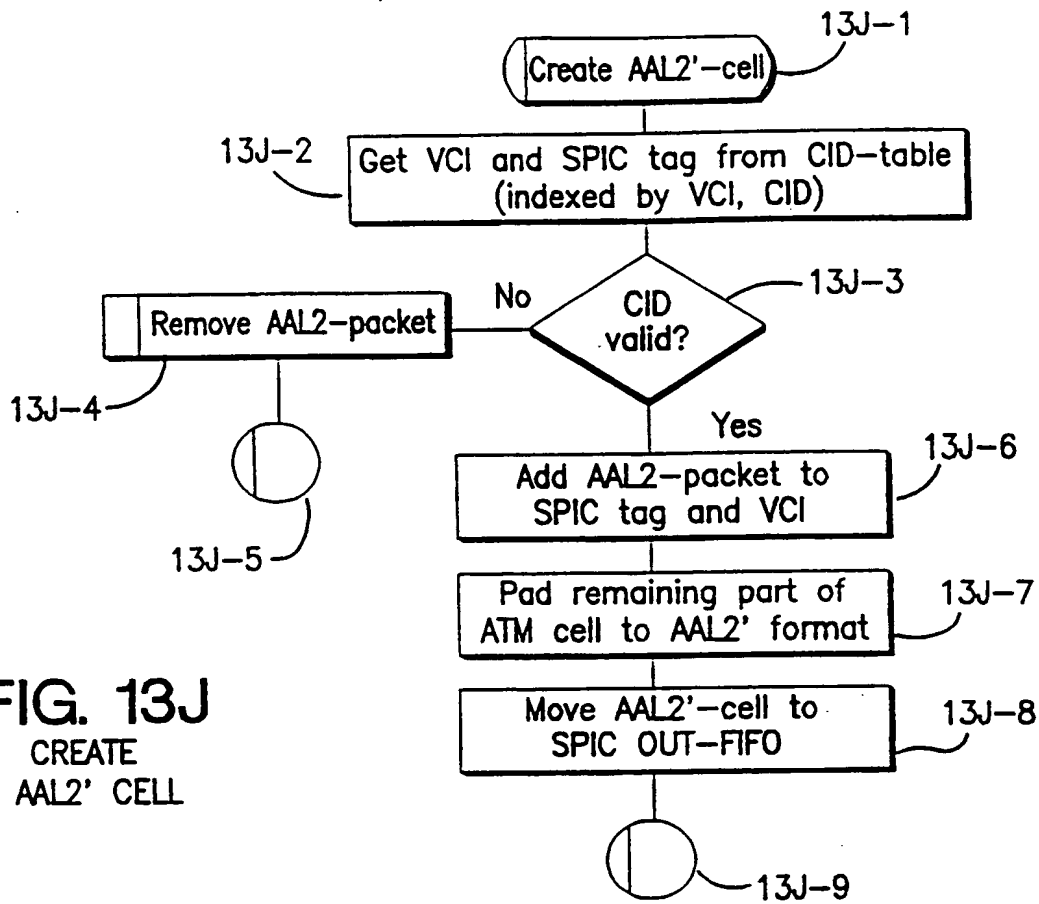 13J-1
Create AAL2'-cell
13J-2
Get VCI and SPIC tag from CID-table
(indexed by VCI, CID)
13J-3
CID
valid?
No
Remove AAL2-packet
13J-4
13J-5
Yes
13J-6
Add AAL2-packet to
SPIC tag and VCI
13J-7
Pad remaining part of
ATM cell to AAL2' format
13J-8
Move AAL2'-cell to
SPIC OUT-FIFO
13J-9
FIG. 13J
CREATE
AAL2' CELL